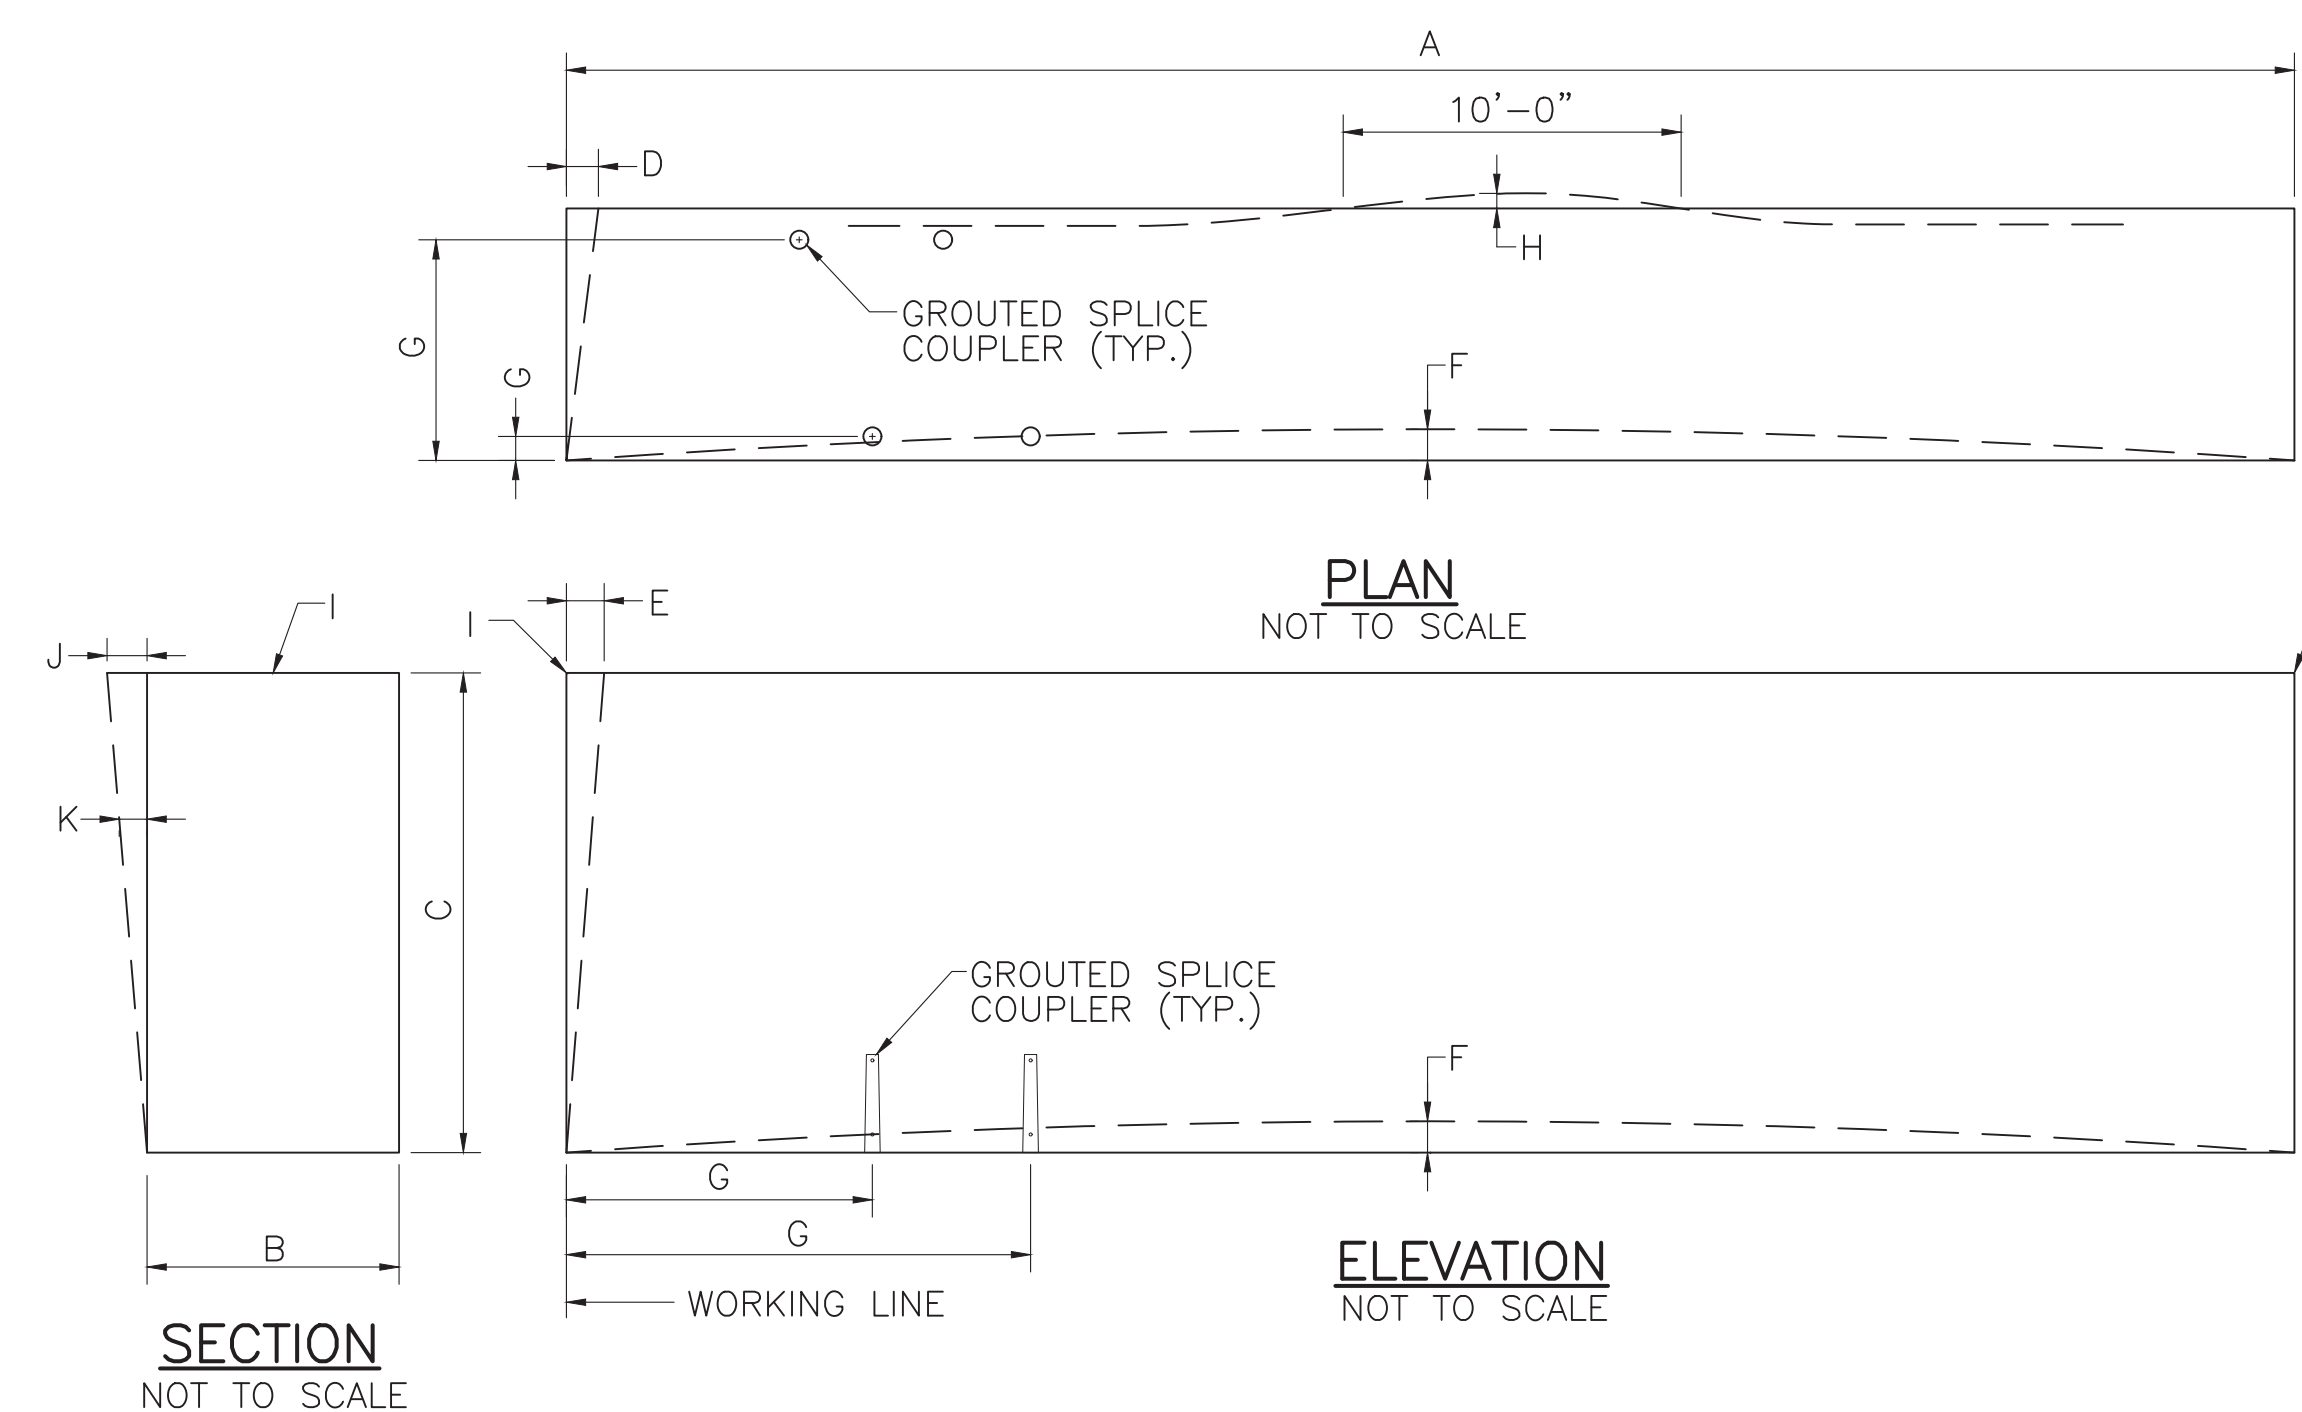 A
10'-0"
D
H
GROUTED SPLICE
COUPLER (TYP.)
G
G
F
PLAN
NOT TO SCALE
E
I
I
J
K
C
GROUTED SPLICE
COUPLER (TYP.)
F
G
G
B
ELEVATION
NOT TO SCALE
WORKING LINE
SECTION
NOT TO SCALE